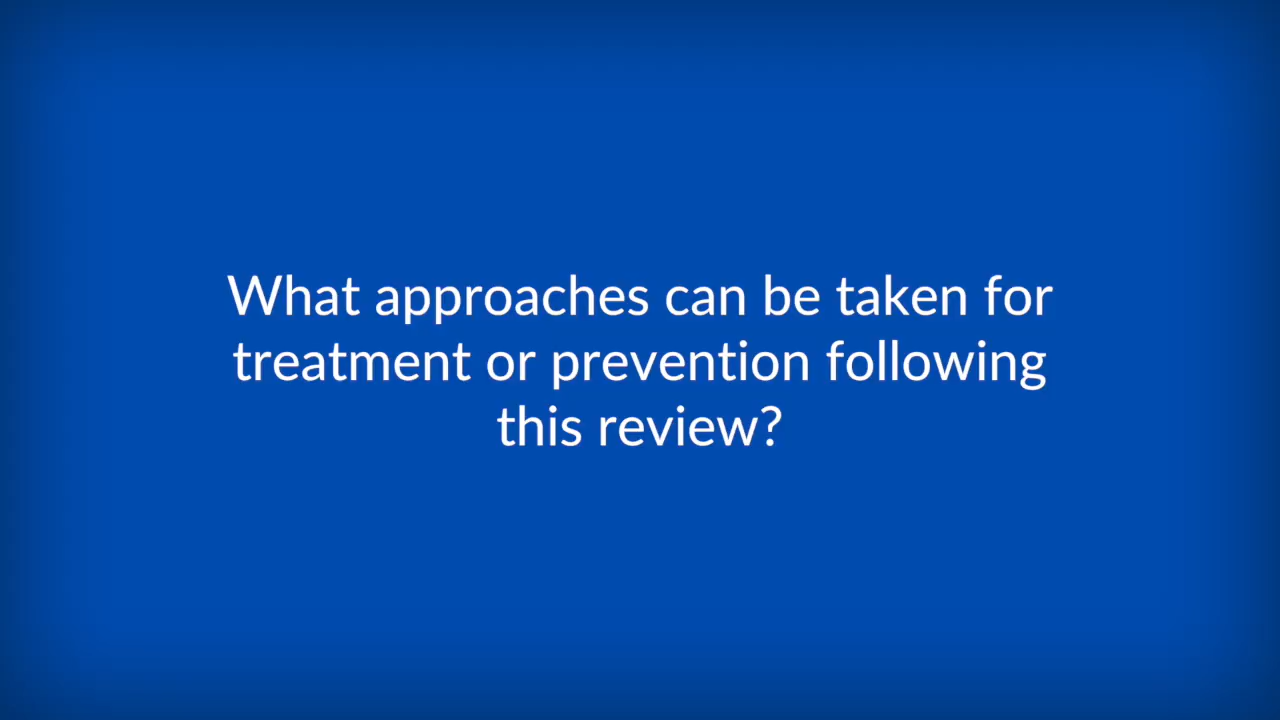 What approaches can be taken for
treatment or prevention following
this review?